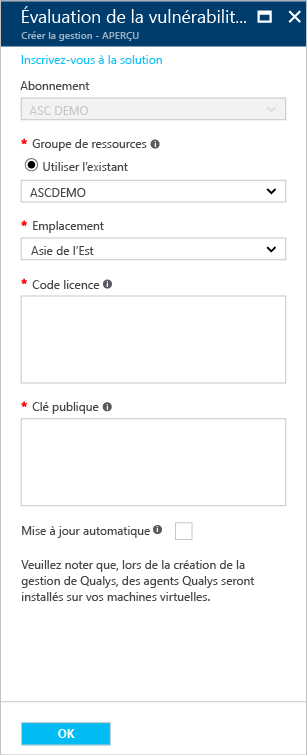 Évaluation de la vulnérabilit...
Créer la gestion - APERÇU
Inscrivez-vous à la solution
Abonnement
ASC DEMO
* Groupe de ressources
Utiliser l'existant
ASCDEMO
* Emplacement
Asie de l'Est
* Code licence
* Clé publique
Mise à jour automatique
Veuillez noter que, lors de la création de la
gestion de Qualys, des agents Qualys seront
installés sur vos machines virtuelles.
OK